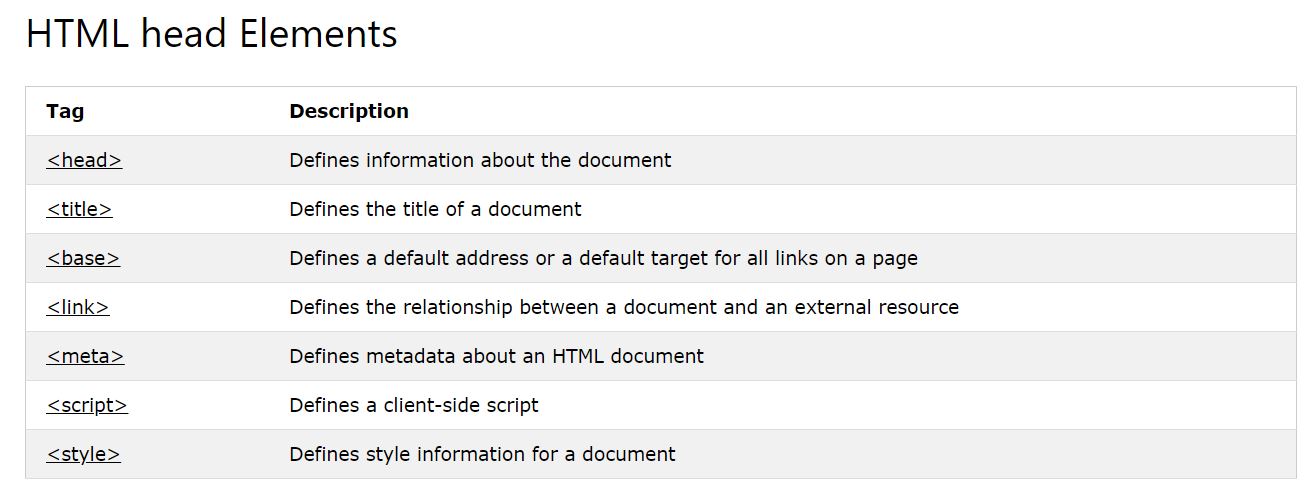 HTML head Elements
Tag Description
<head> Defines information about the document
<title> Defines the title of a document
<base> Defines a default address or a default target for all links on a page
<link> Defines the relationship between a document and an external resource
<meta> Defines metadata about an HTML document
<script> Defines a client-side script
<style> Defines style information for a document